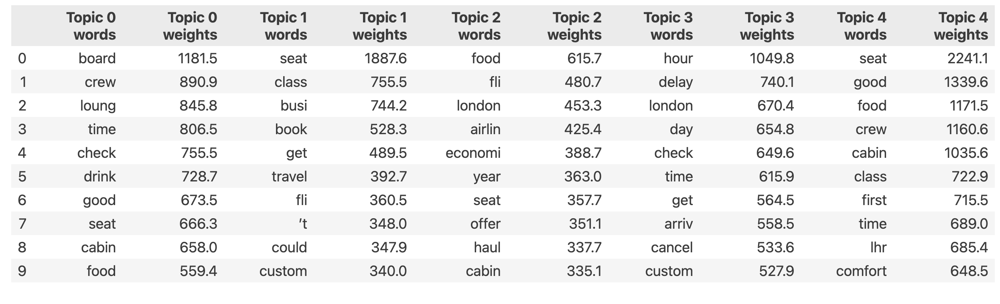 Topic 0 Topic 0 Topic 1 Topic 1 Topic 2 Topic 2 Topic 3 Topic 3 Topic 4 Topic 4
words weights words weights words weights words weights words weights
0 board 1181.5 seat 1887.6 food 615.7 hour 1049.8 seat 2241.1
1 crew 890.9 class 755.5 fli 480.7 delay 740.1 good 1339.6
2 loung 845.8 busi 744.2 london 453.3 london 670.4 food 1171.5
3 time 806.5 book 528.3 airlin 425.4 day 654.8 crew 1160.6
4 check 755.5 get 489.5 economi 388.7 check 649.6 cabin 1035.6
5 drink 728.7 travel 392.7 year 363.0 time 615.9 class 722.9
6 good 673.5 fli 360.5 seat 357.7 get 564.5 first 715.5
7 seat 666.3 ’t 348.0 offer 351.1 arriv 558.5 time 689.0
8 cabin 658.0 could 347.9 haul 337.7 cancel 533.6 lhr 685.4
9 food 559.4 custom 340.0 cabin 335.1 custom 527.9 comfort 648.5